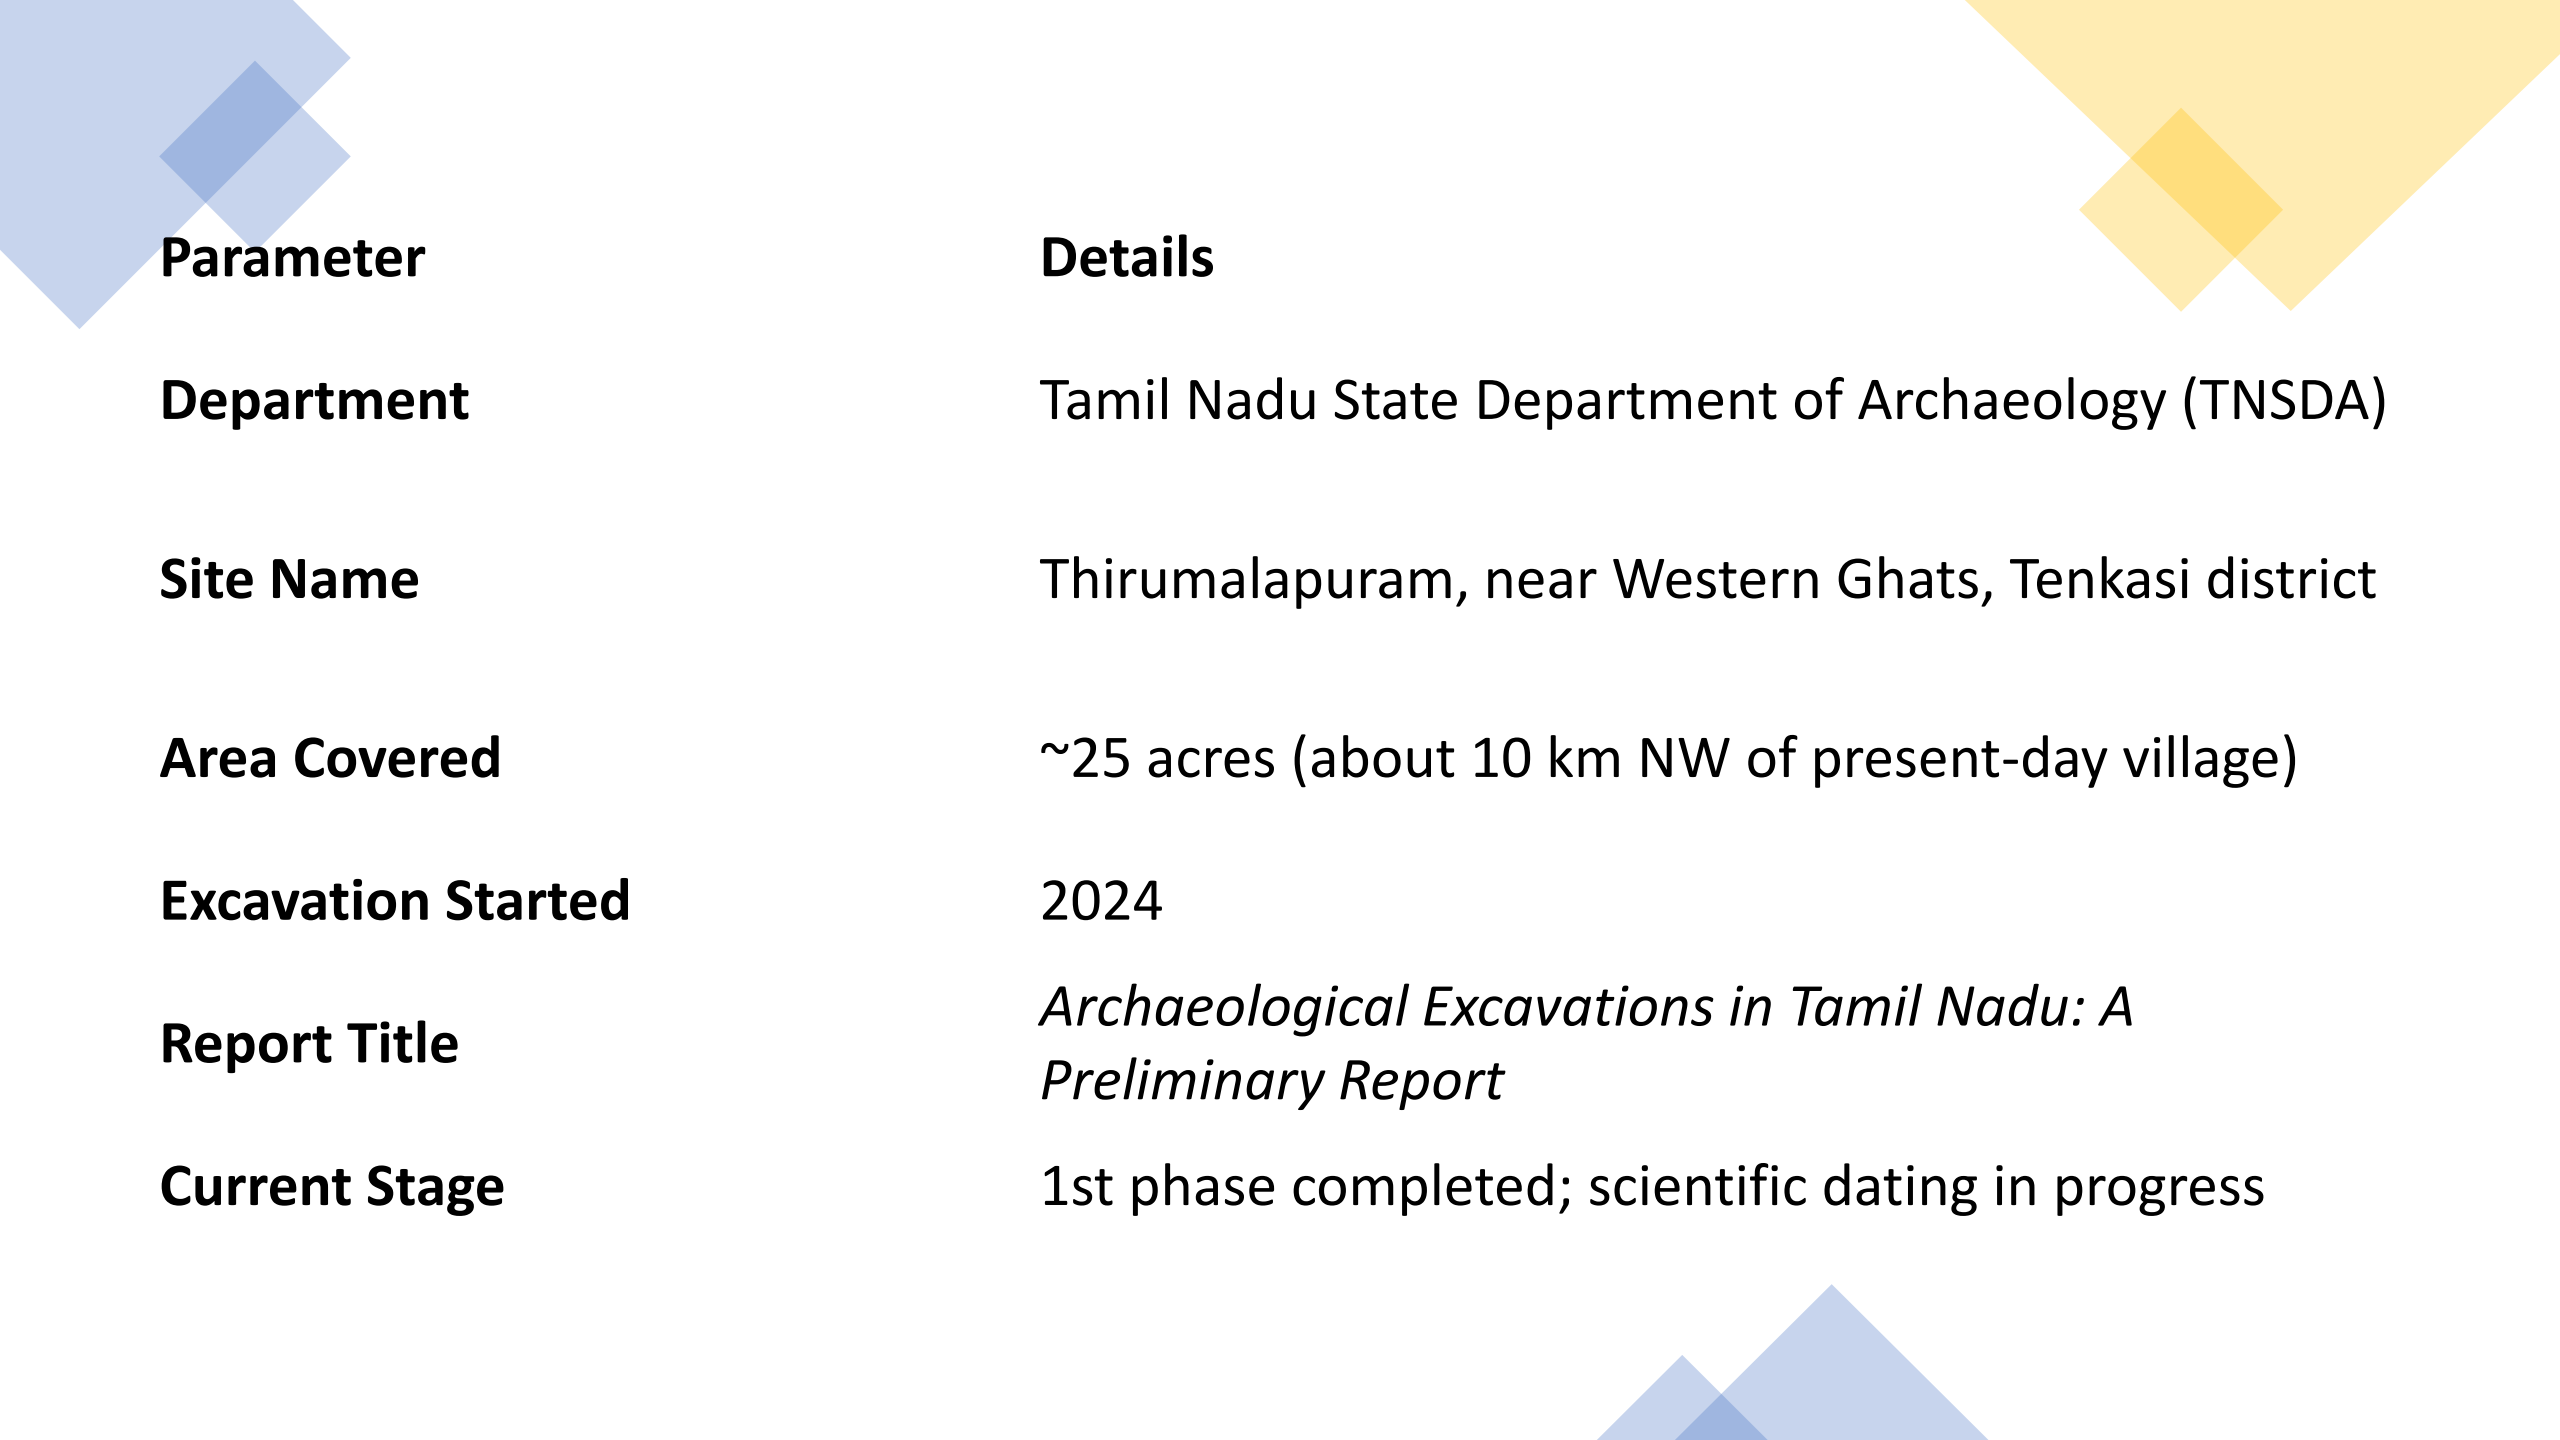 Parameter Details
Department Tamil Nadu State Department of Archaeology (TNSDA)
Site Name Thirumalapuram, near Western Ghats, Tenkasi district
Area Covered ~25 acres (about 10 km NW of present-day village)
Excavation Started 2024
Report Title Archaeological Excavations in Tamil Nadu: A
Preliminary Report
Current Stage 1st phase completed; scientific dating in progress